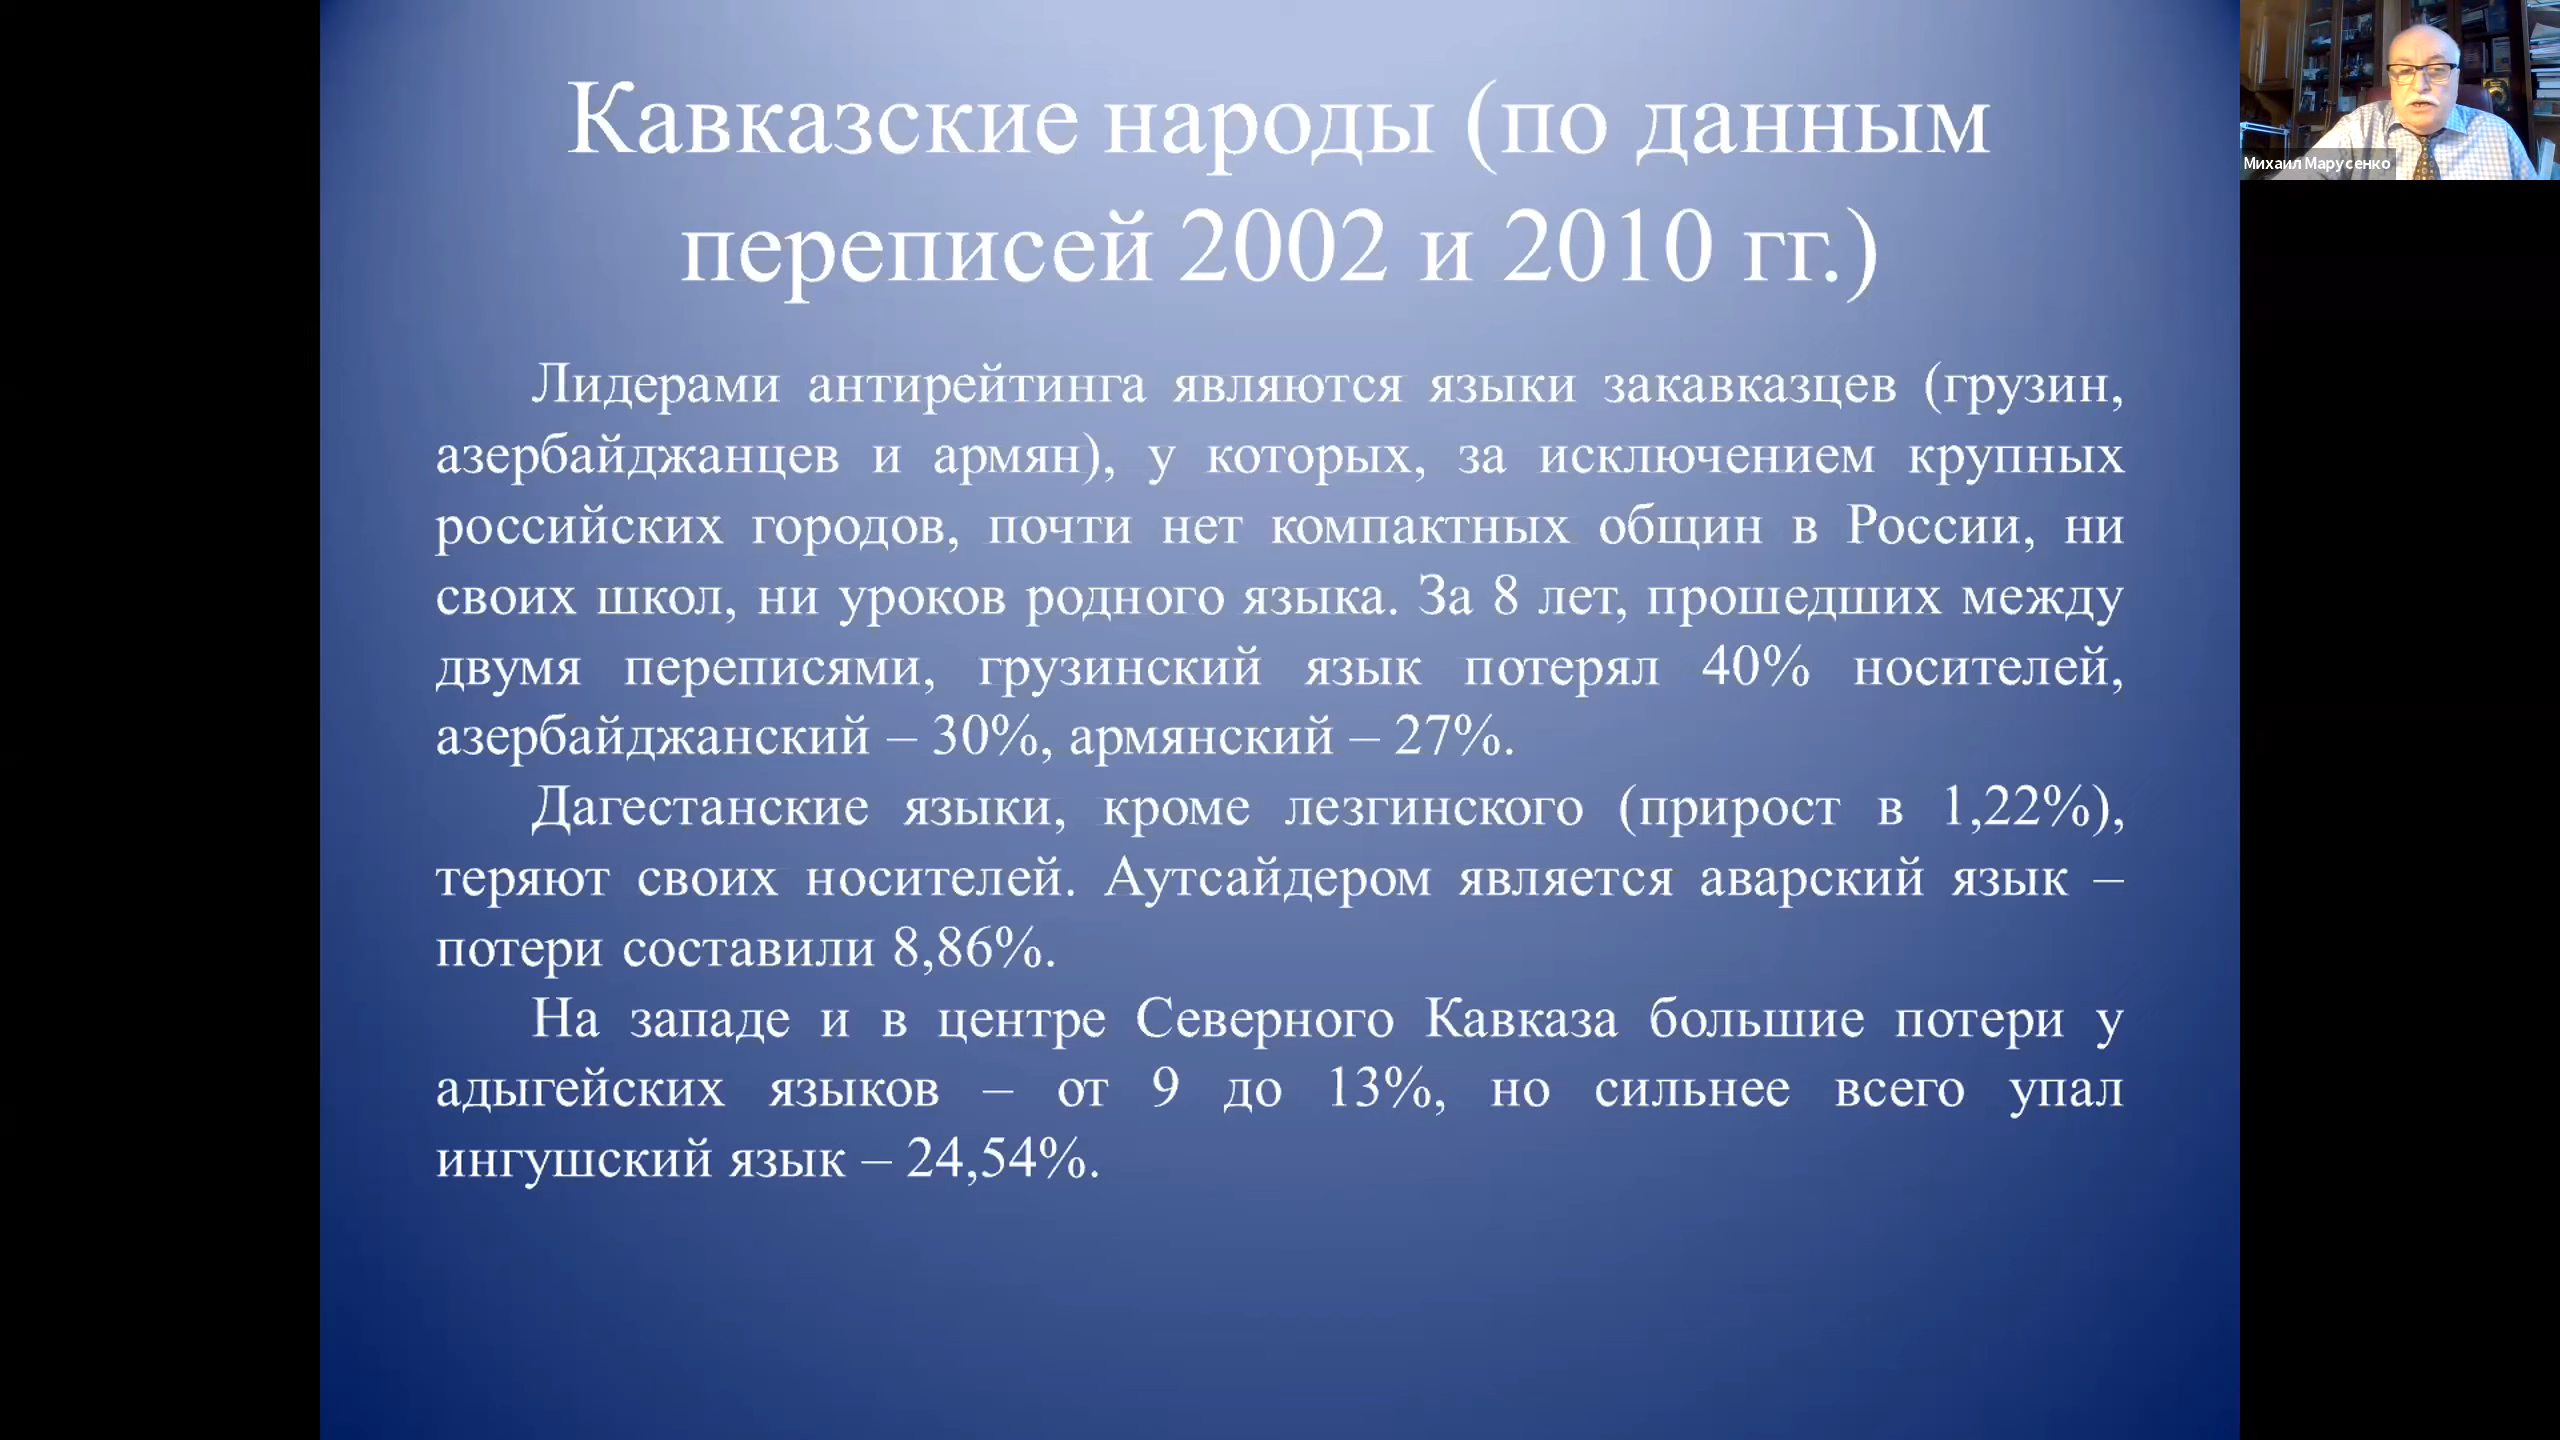 Кавказские народы (по данным
переписей 2002 и 2010 гг.)
Лидерами антирейтинга являются языки закавказцев (грузин,
азербайджанцев и армян), у которых, за исключением крупных
российских городов, почти нет компактных общин в России, ни
своих школ, ни уроков родного языка. За 8 лет, прошедших между
двумя переписями, грузинский язык потерял 40% носителей,
азербайджанский – 30%, армянский – 27%.
Дагестанские языки, кроме лезгинского (прирост в 1,22%),
теряют своих носителей. Аутсайдером является аварский язык –
потери составили 8,86%.
На западе и в центре Северного Кавказа большие потери у
адыгейских языков – от 9 до 13%, но сильнее всего упал
ингушский язык – 24,54%.
Михаил Марусенко